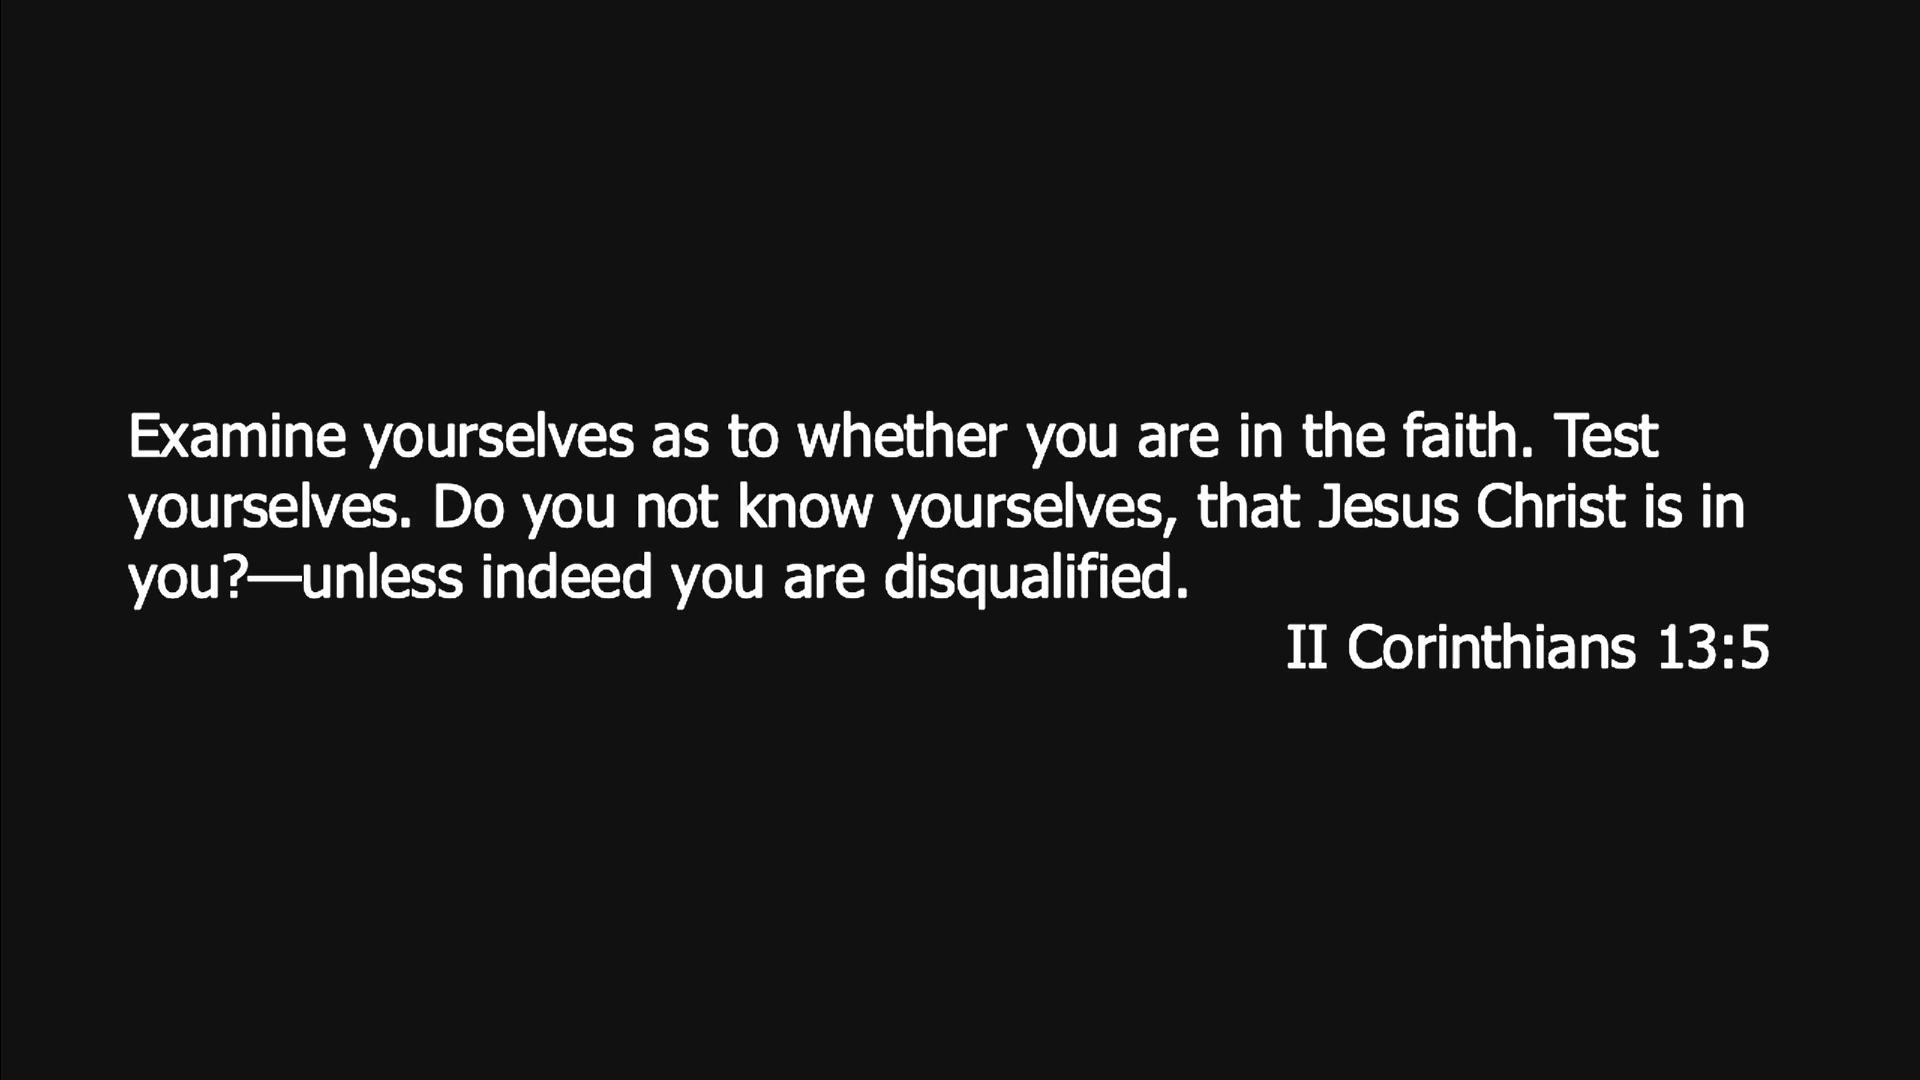 Examine yourselves as to whether you are in the faith. Test
yourselves. Do you not know yourselves, that Jesus Christ is in
you?—unless indeed you are disqualified.
II Corinthians 13:5